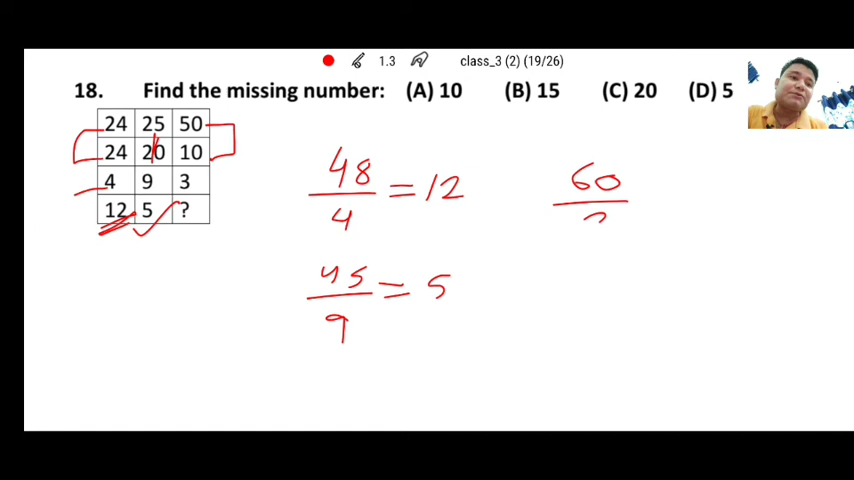 1.3 class_3 (2) (19/26)
18. Find the missing number: (A) 10 (B) 15 (C) 20 (D) 5
24 25 50
24 20 10
4 9 3
12 5 ?
48/4 = 12
60
45/9 = 5